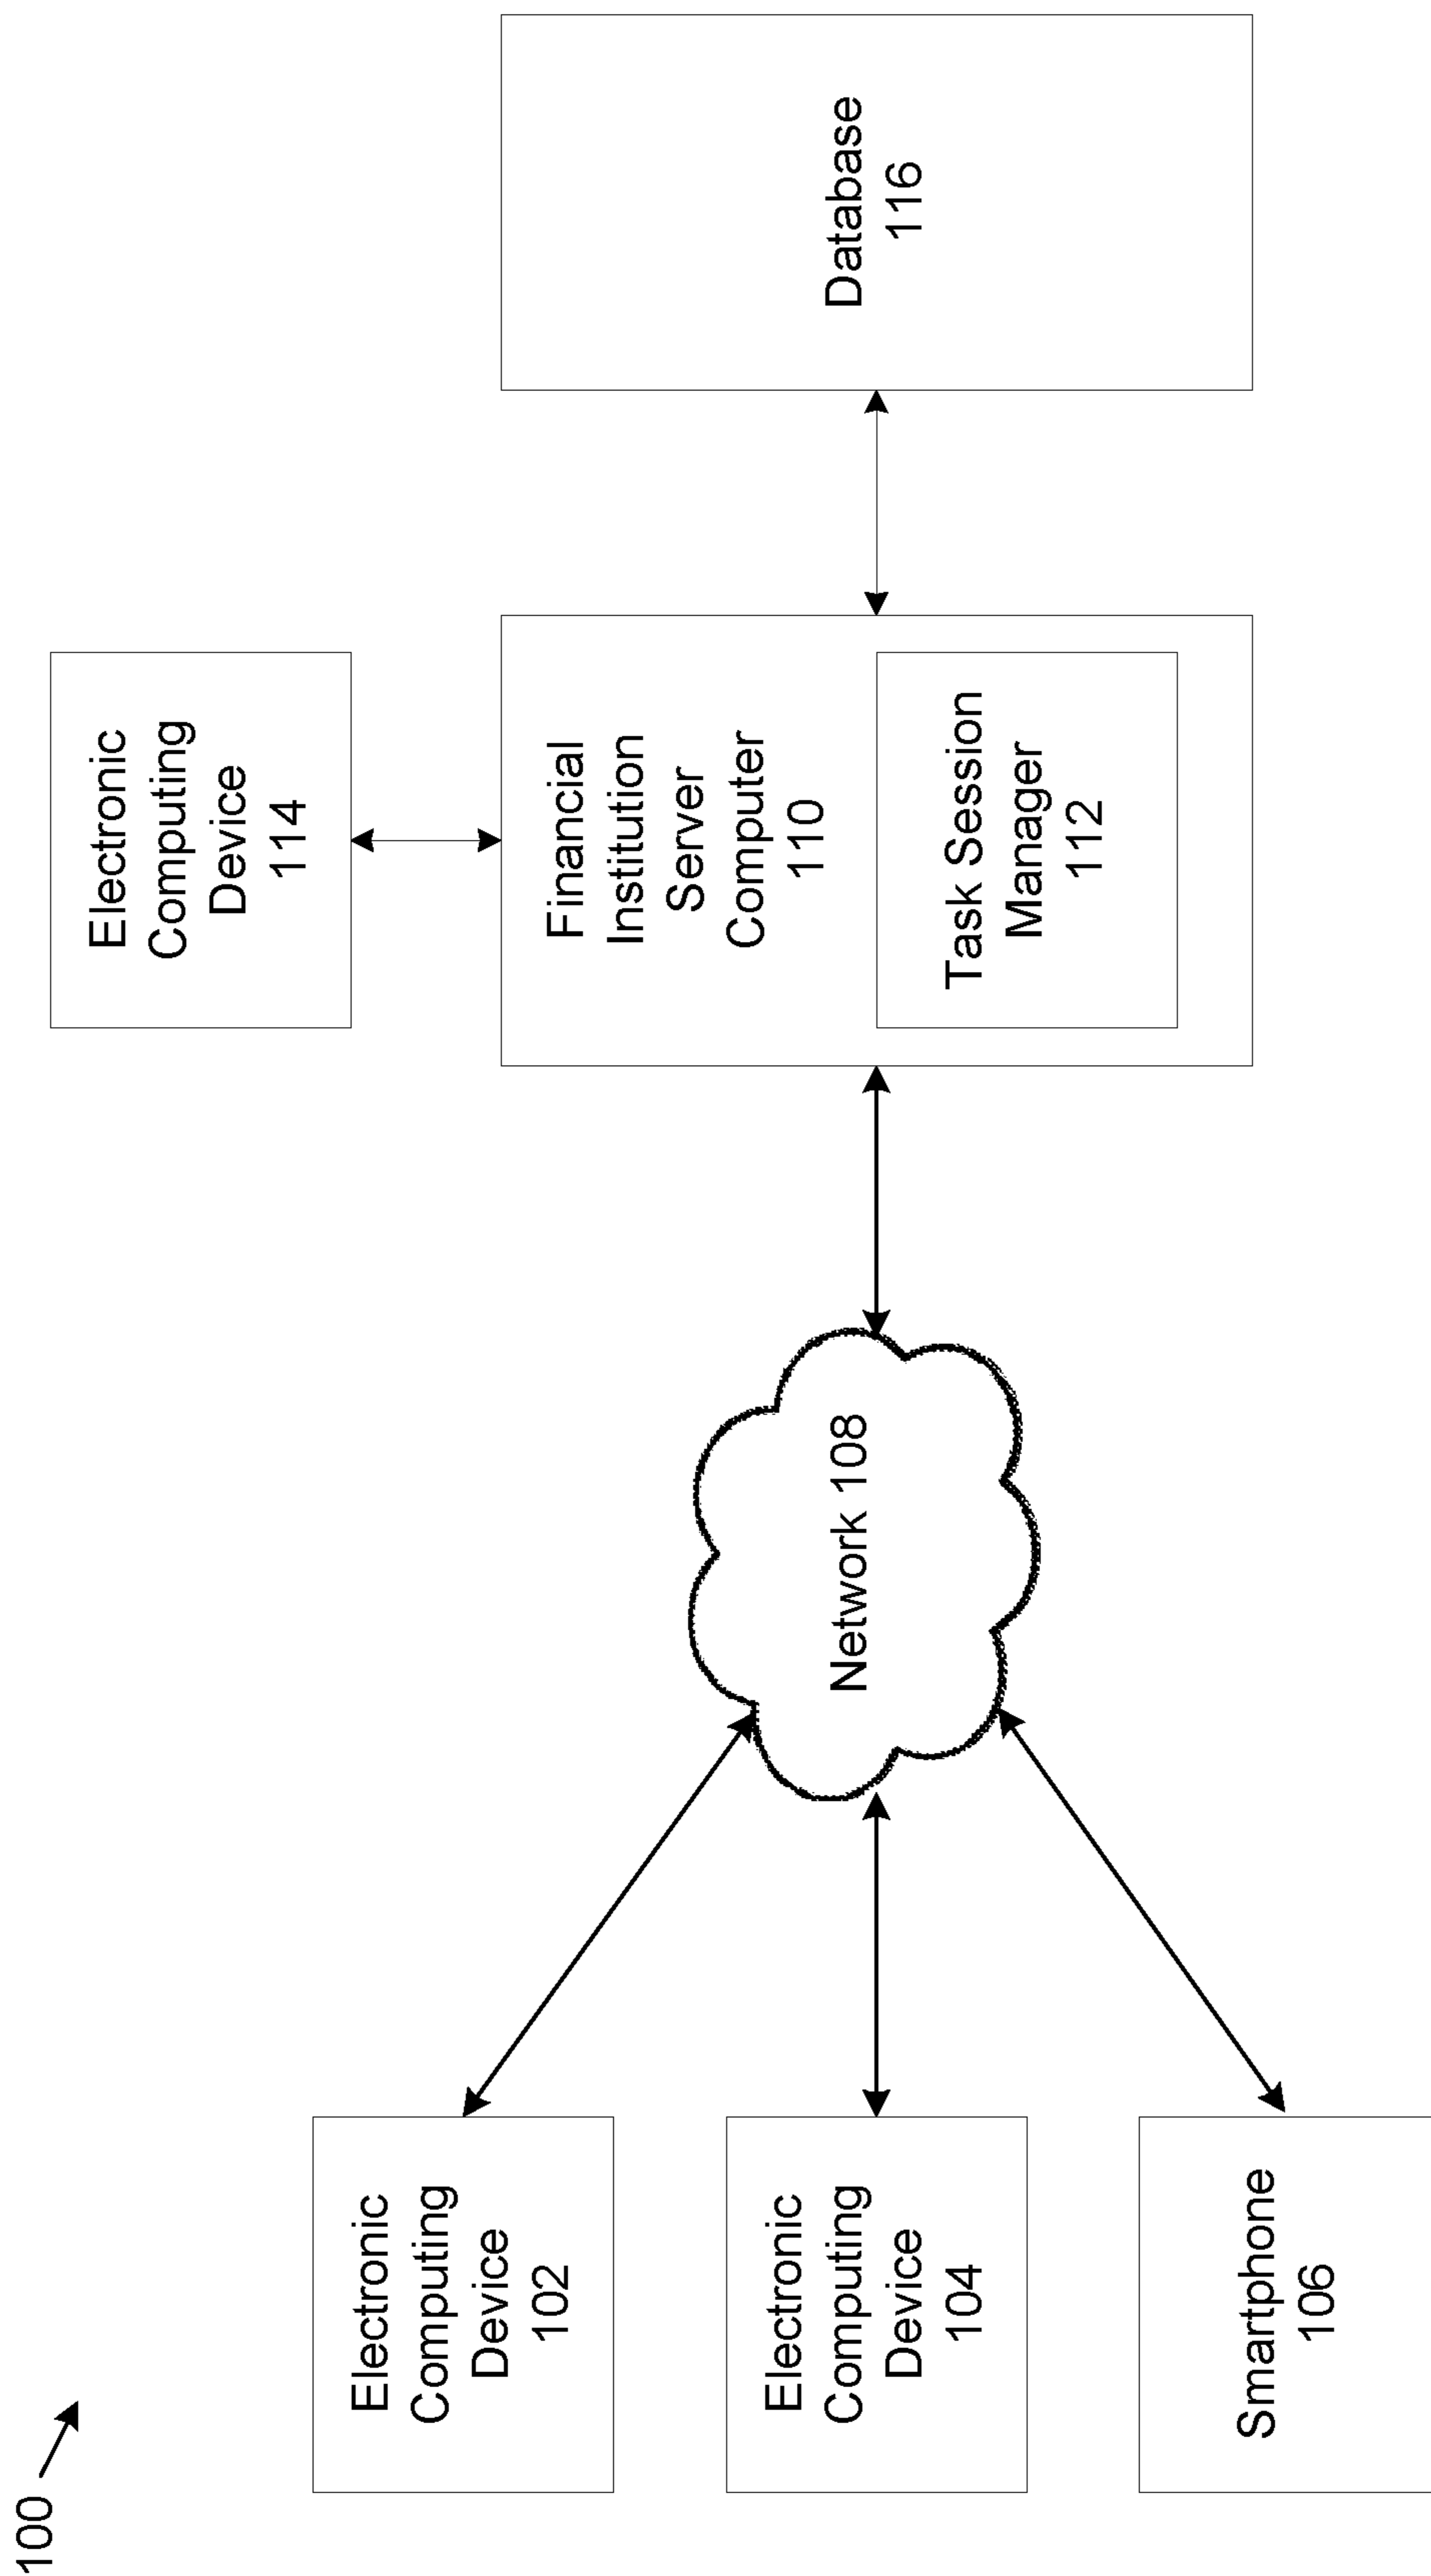 100
Electronic
Computing
Device
102
Electronic
Computing
Device
104
Smartphone
106
Network 108
Electronic
Computing
Device
114
Financial
Institution
Server
Computer
110
Task Session
Manager
112
Database
116